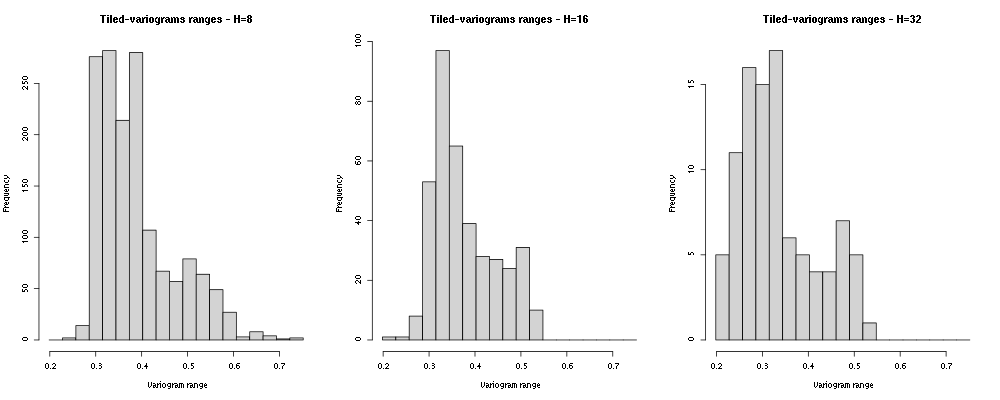 Tiled-variograms ranges - H=8
Frequency
250
200
150
100
50
0
0.2 0.3 0.4 0.5 0.6 0.7
Variogram range
Tiled-variograms ranges - H=16
Frequency
100
80
60
40
20
0
0.2 0.3 0.4 0.5 0.6 0.7
Variogram range
Tiled-variograms ranges - H=32
Frequency
15
10
5
0
0.2 0.3 0.4 0.5 0.6 0.7
Variogram range